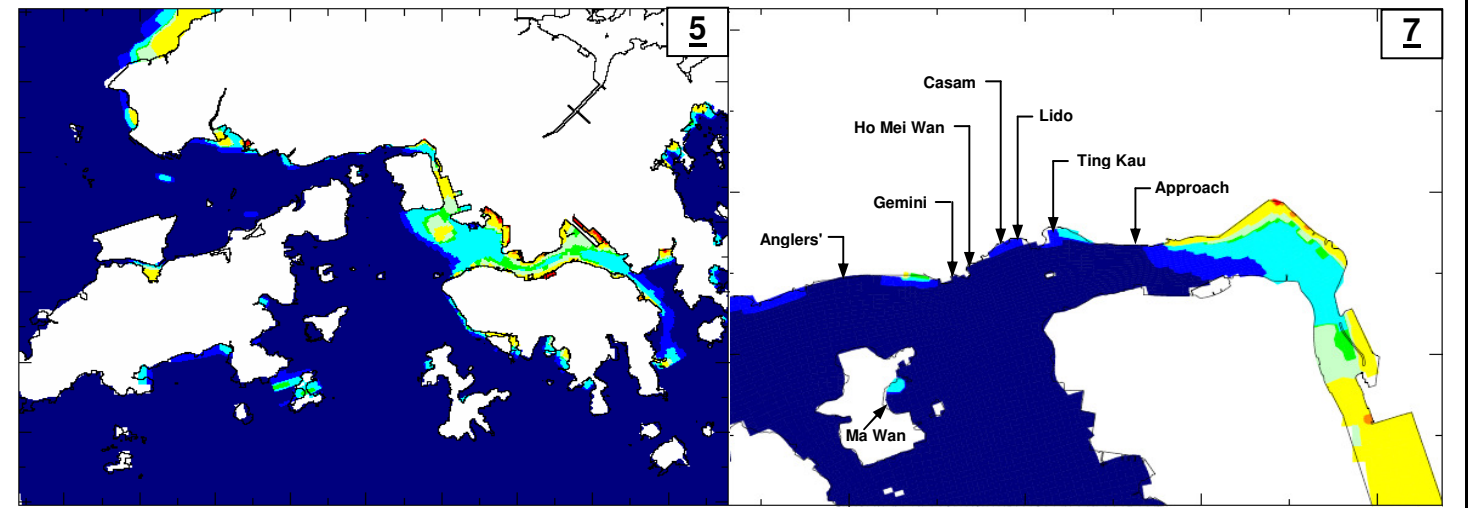 5
7
Casam
Lido
Ho Mei Wan
Ting Kau
Approach
Gemini
Anglers'
Ma Wan